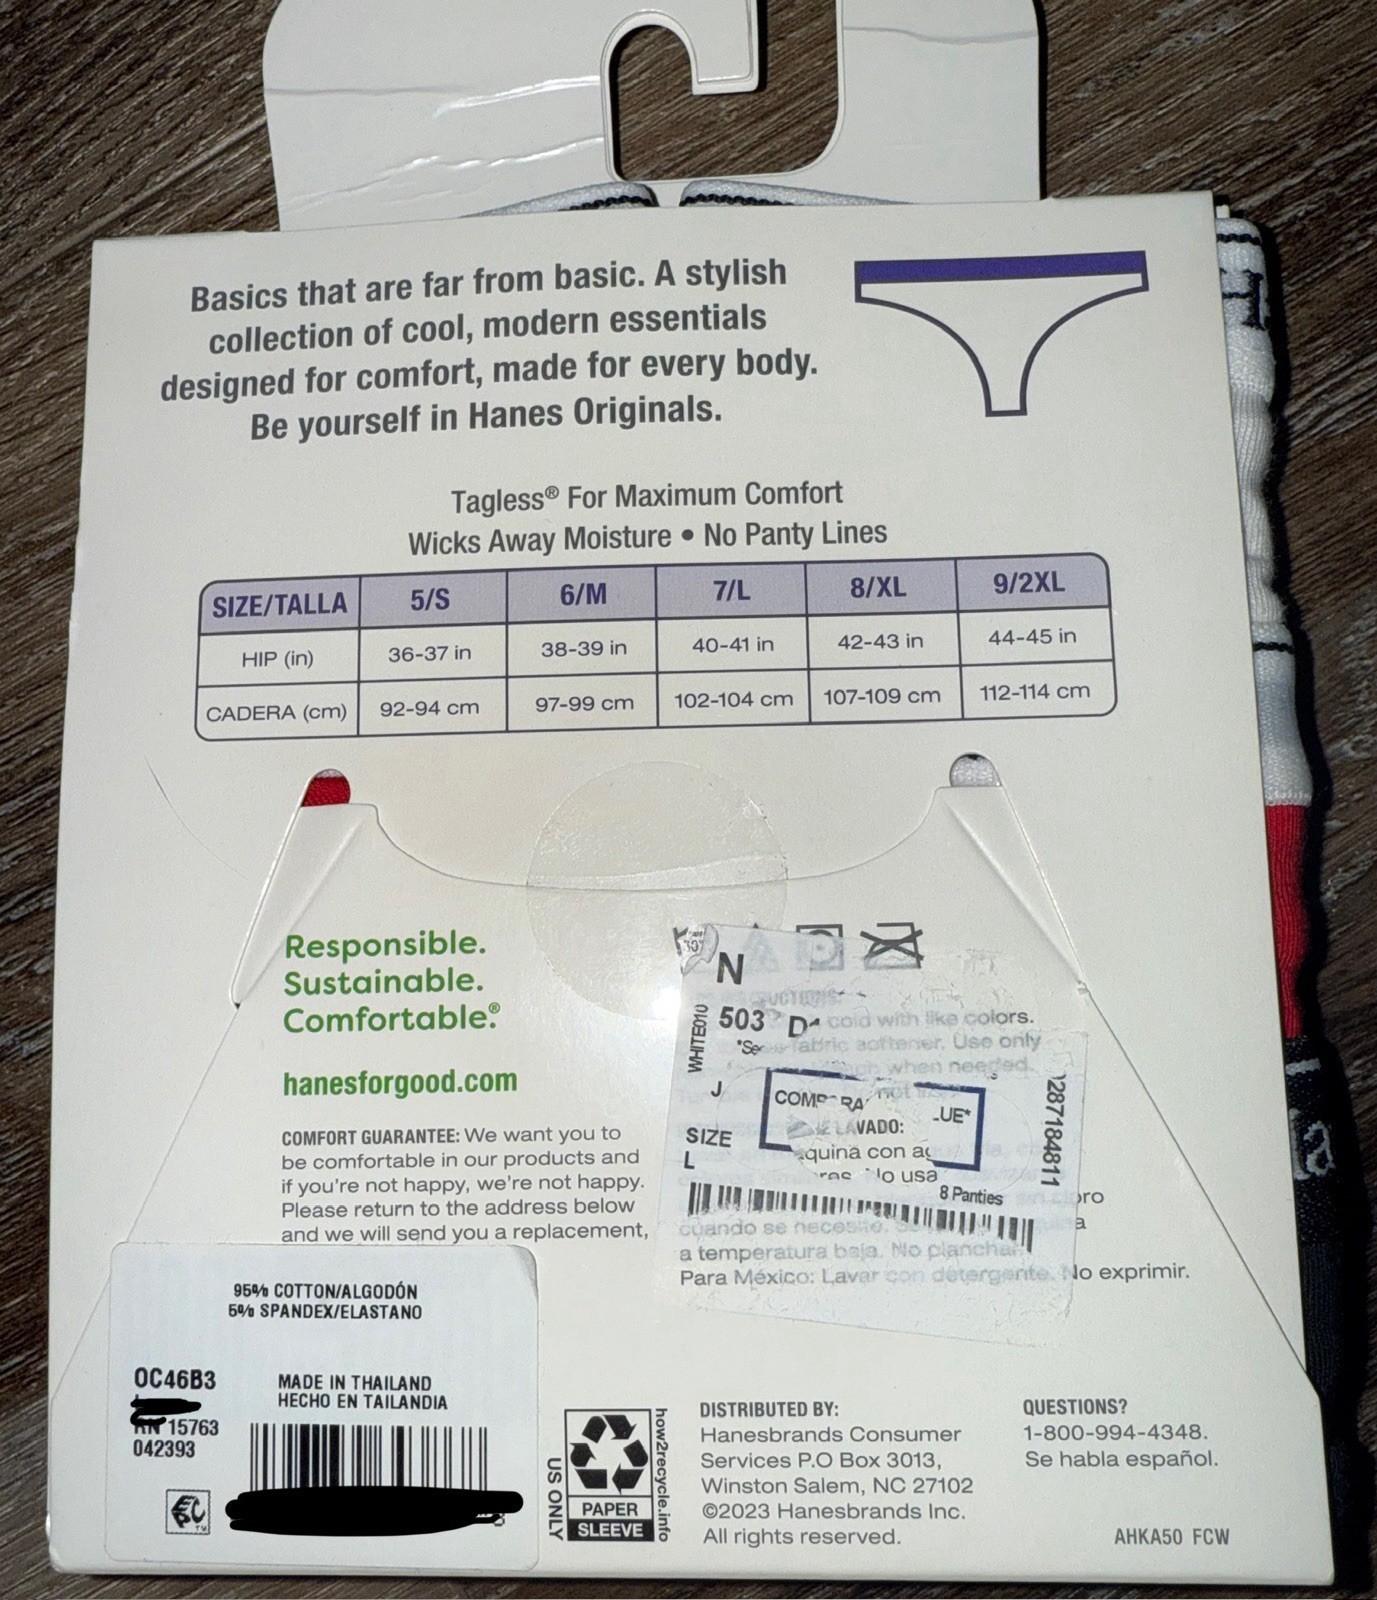 Basics that are far from basic. A stylish
collection of cool, modern essentials
designed for comfort, made for every body.
Be yourself in Hanes Originals.
Tagless® For Maximum Comfort
Wicks Away Moisture • No Panty Lines
SIZE/TALLA 5/S 6/M 7/L 8/XL 9/2XL
HIP (in) 36-37 in 38-39 in 40-41 in 42-43 in 44-45 in
CADERA (cm) 92-94 cm 97-99 cm 102-104 cm 107-109 cm 112-114 cm
Responsible.
Sustainable.
Comfortable.®
hanesforgood.com
COMFORT GUARANTEE: We want you to
be comfortable in our products and
if you're not happy, we're not happy.
Please return to the address below
and we will send you a replacement,
N
503
cold with like colors.
fabric softener. Use only
when needed.
WHITE010
J
SIZE
L
LAVADO:
quina con
8 Panties
cuando se necesite.
a temperatura baja. No planchar.
Para México: Lavar con detergente. No exprimir.
95% COTTON/ALGODÓN
5% SPANDEX/ELASTANO
OC46B3
RN 15763
042393
MADE IN THAILAND
HECHO EN TAILANDIA
US ONLY
PAPER
SLEEVE
how2recycle.info
DISTRIBUTED BY:
Hanesbrands Consumer
Services P.O Box 3013,
Winston Salem, NC 27102
©2023 Hanesbrands Inc.
All rights reserved.
QUESTIONS?
1-800-994-4348.
Se habla español.
AHKA50 FCW